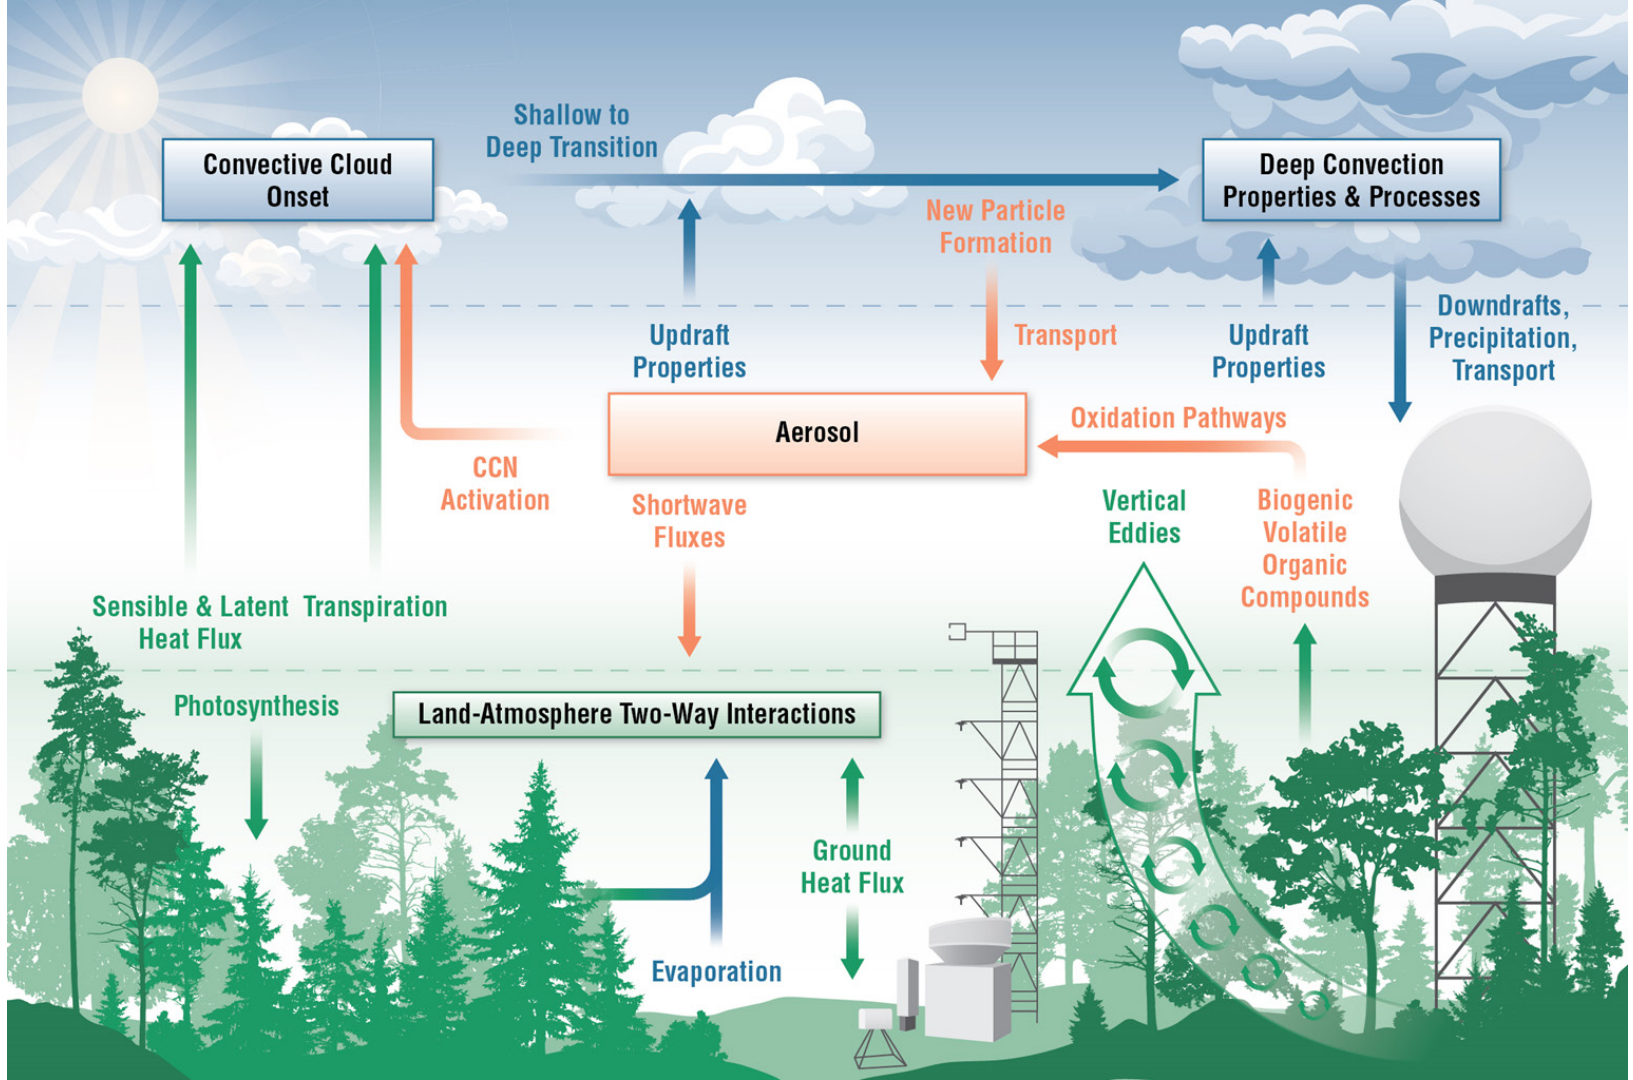 Shallow to
Deep Transition
Convective Cloud
Onset
Deep Convection
Properties & Processes
New Particle
Formation
Updraft
Properties
Transport
Updraft
Properties
Downdrafts,
Precipitation,
Transport
Aerosol
Oxidation Pathways
CCN
Activation
Shortwave
Fluxes
Vertical
Eddies
Biogenic
Volatile
Organic
Compounds
Sensible & Latent
Heat Flux
Transpiration
Photosynthesis
Land-Atmosphere Two-Way Interactions
Ground
Heat Flux
Evaporation